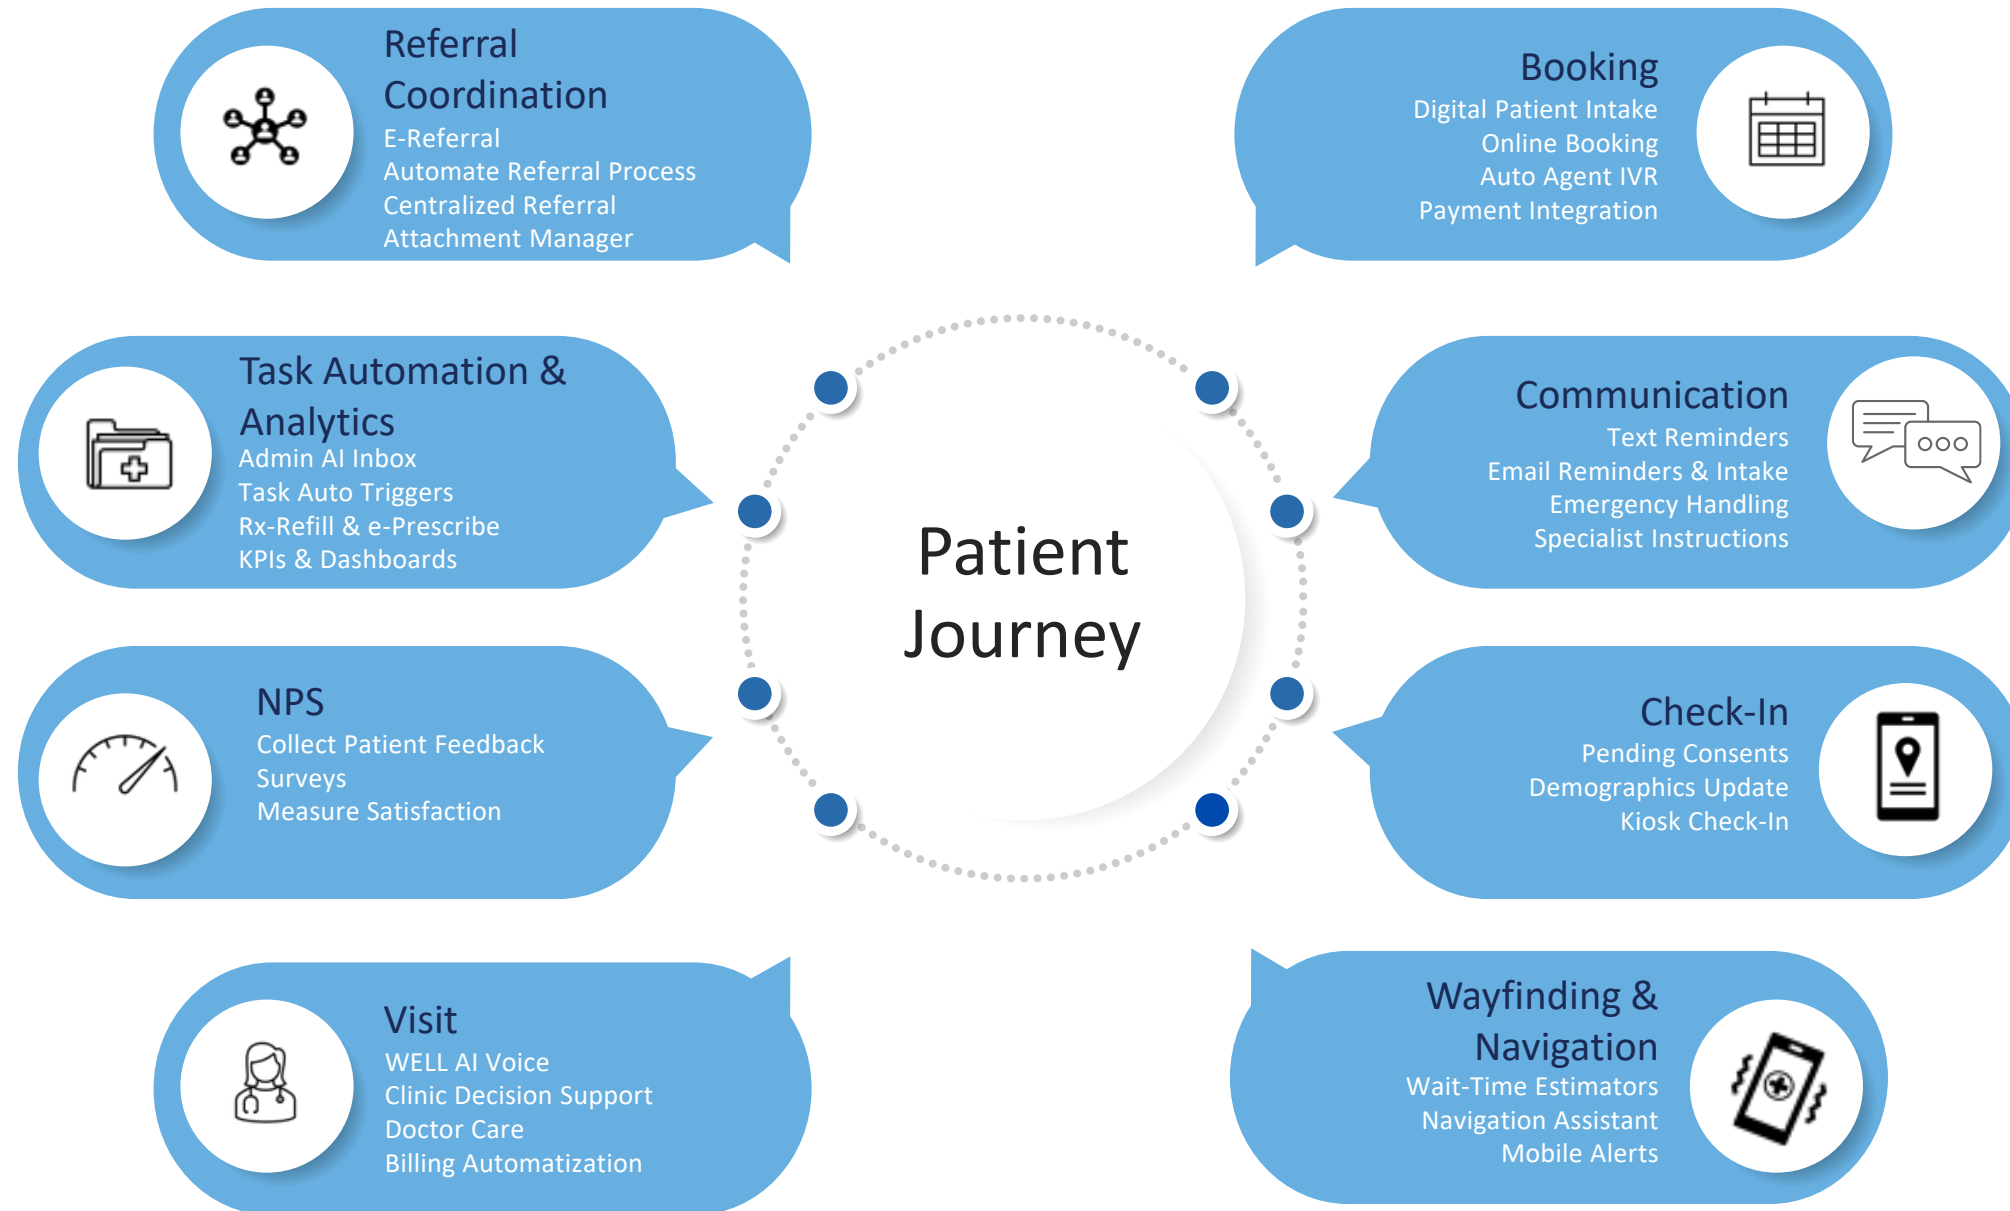 Referral
Coordination
E-Referral
Automate Referral Process
Centralized Referral
Attachment Manager
Booking
Digital Patient Intake
Online Booking
Auto Agent IVR
Payment Integration
Task Automation &
Analytics
Admin AI Inbox
Task Auto Triggers
Rx-Refill & e-Prescribe
KPIs & Dashboards
Communication
Text Reminders
Email Reminders & Intake
Emergency Handling
Specialist Instructions
Patient
Journey
NPS
Collect Patient Feedback
Surveys
Measure Satisfaction
Check-In
Pending Consents
Demographics Update
Kiosk Check-In
Visit
WELL AI Voice
Clinic Decision Support
Doctor Care
Billing Automatization
Wayfinding &
Navigation
Wait-Time Estimators
Navigation Assistant
Mobile Alerts